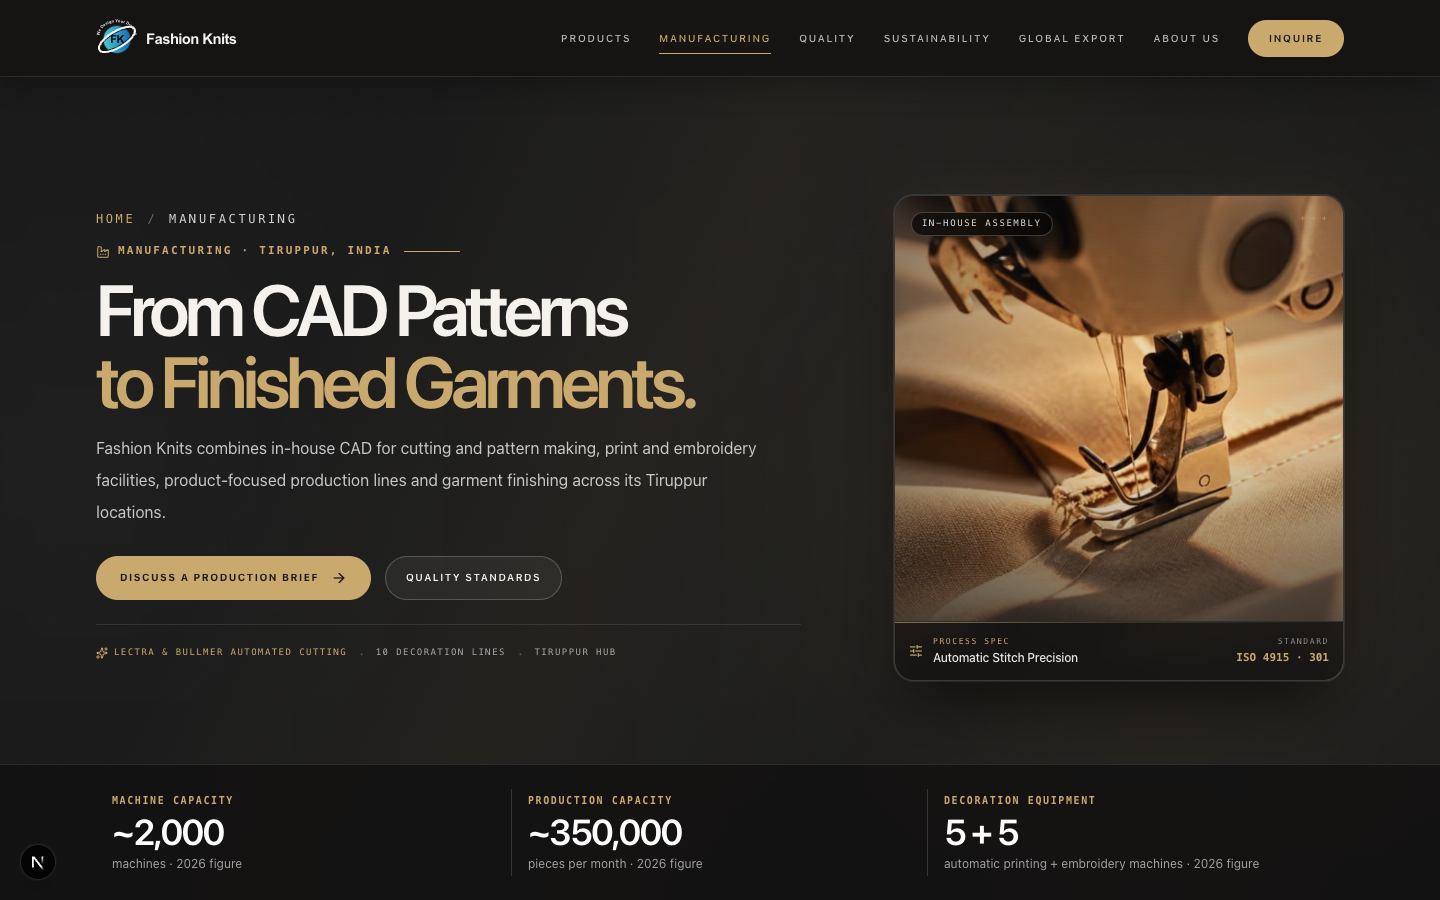 We Design Your Dreams
FK
Fashion Knits
PRODUCTS
MANUFACTURING
QUALITY
SUSTAINABILITY
GLOBAL EXPORT
ABOUT US
INQUIRE
HOME / MANUFACTURING
MANUFACTURING · TIRUPPUR, INDIA
From CAD Patterns
to Finished Garments.
Fashion Knits combines in-house CAD for cutting and pattern making, print and embroidery
facilities, product-focused production lines and garment finishing across its Tiruppur
locations.
DISCUSS A PRODUCTION BRIEF →
QUALITY STANDARDS
LECTRA & BULLMER AUTOMATED CUTTING . 10 DECORATION LINES . TIRUPPUR HUB
IN-HOUSE ASSEMBLY
+ + +
PROCESS SPEC
Automatic Stitch Precision
STANDARD
ISO 4915 · 301
MACHINE CAPACITY
~2,000
machines · 2026 figure
PRODUCTION CAPACITY
~350,000
pieces per month · 2026 figure
DECORATION EQUIPMENT
5 + 5
automatic printing + embroidery machines · 2026 figure
N